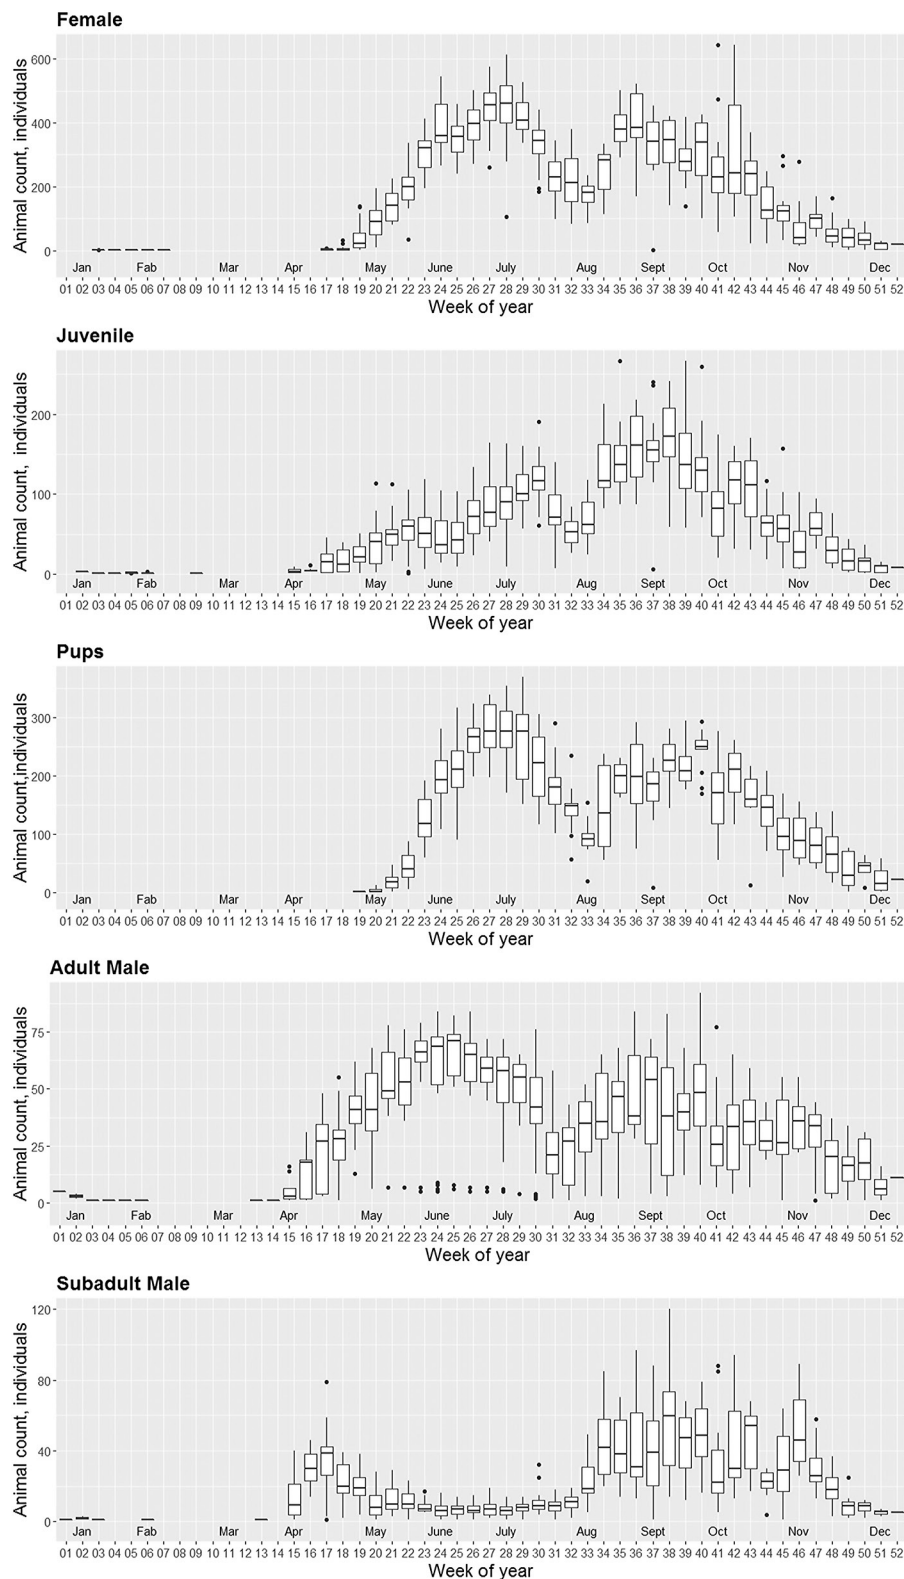 Female
Animal count, individuals
600
400
200
0
Jan Fab Mar Apr May June July Aug Sept Oct Nov Dec
01 02 03 04 05 06 07 08 09 10 11 12 13 14 15 16 17 18 19 20 21 22 23 24 25 26 27 28 29 30 31 32 33 34 35 36 37 38 39 40 41 42 43 44 45 46 47 48 49 50 51 52
Week of year
Juvenile
Animal count, individuals
200
100
0
Jan Fab Mar Apr May June July Aug Sept Oct Nov Dec
01 02 03 04 05 06 07 08 09 10 11 12 13 14 15 16 17 18 19 20 21 22 23 24 25 26 27 28 29 30 31 32 33 34 35 36 37 38 39 40 41 42 43 44 45 46 47 48 49 50 51 52
Week of year
Pups
Animal count,individuals
300
200
100
0
Jan Fab Mar Apr May June July Aug Sept Oct Nov Dec
01 02 03 04 05 06 07 08 09 10 11 12 13 14 15 16 17 18 19 20 21 22 23 24 25 26 27 28 29 30 31 32 33 34 35 36 37 38 39 40 41 42 43 44 45 46 47 48 49 50 51 52
Week of year
Adult Male
Animal count, individuals
75
50
25
0
Jan Fab Mar Apr May June July Aug Sept Oct Nov Dec
01 02 03 04 05 06 07 08 09 10 11 12 13 14 15 16 17 18 19 20 21 22 23 24 25 26 27 28 29 30 31 32 33 34 35 36 37 38 39 40 41 42 43 44 45 46 47 48 49 50 51 52
Week of year
Subadult Male
Animal count, individuals
120
80
40
0
Jan Fab Mar Apr May June July Aug Sept Oct Nov Dec
01 02 03 04 05 06 07 08 09 10 11 12 13 14 15 16 17 18 19 20 21 22 23 24 25 26 27 28 29 30 31 32 33 34 35 36 37 38 39 40 41 42 43 44 45 46 47 48 49 50 51 52
Week of year